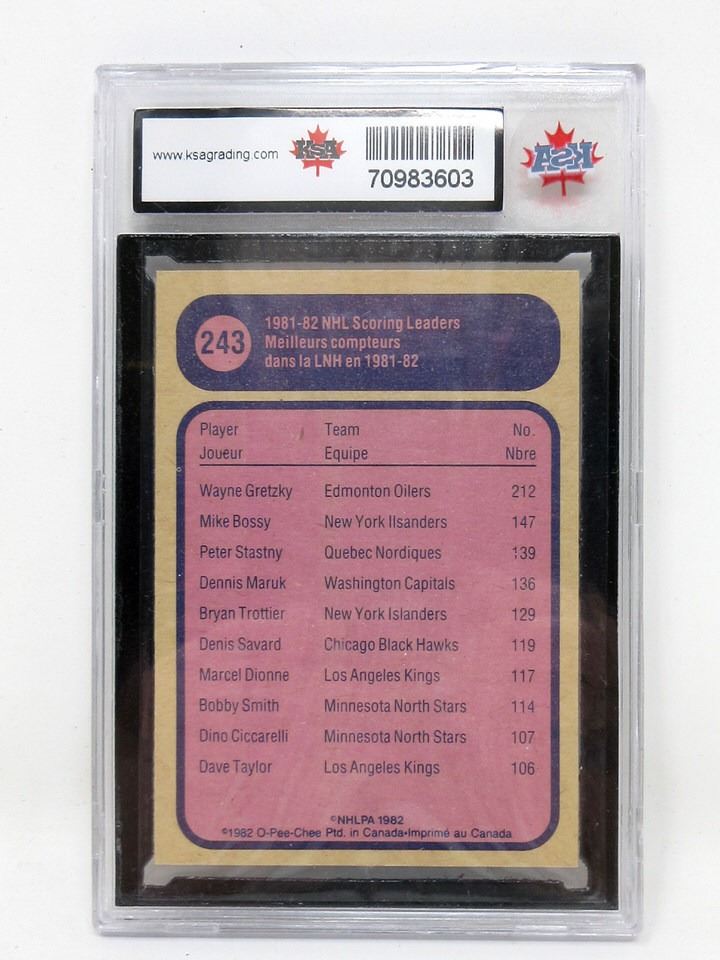 www.ksagrading.com KSA
70983603
KSA
243
1981-82 NHL Scoring Leaders
Meilleurs compteurs
dans la LNH en 1981-82
Player Team No.
Joueur Equipe Nbre
Wayne Gretzky Edmonton Oilers 212
Mike Bossy New York Ilsanders 147
Peter Stastny Quebec Nordiques 139
Dennis Maruk Washington Capitals 136
Bryan Trottier New York Islanders 129
Denis Savard Chicago Black Hawks 119
Marcel Dionne Los Angeles Kings 117
Bobby Smith Minnesota North Stars 114
Dino Ciccarelli Minnesota North Stars 107
Dave Taylor Los Angeles Kings 106
©NHLPA 1982
©1982 O-Pee-Chee Ptd. in Canada•Imprimé au Canada